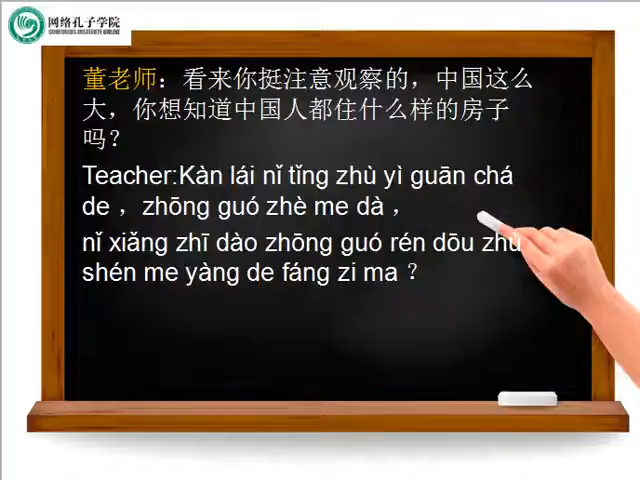 网络孔子学院
CONFUCIUS INSTITUTE ONLINE
董老师：看来你挺注意观察的，中国这么
大，你想知道中国人都住什么样的房子
吗？
Teacher:Kàn lái nǐ tǐng zhù yì guān chá
de ，zhōng guó zhè me dà ，
nǐ xiǎng zhī dào zhōng guó rén dōu zhù
shén me yàng de fáng zi ma ？